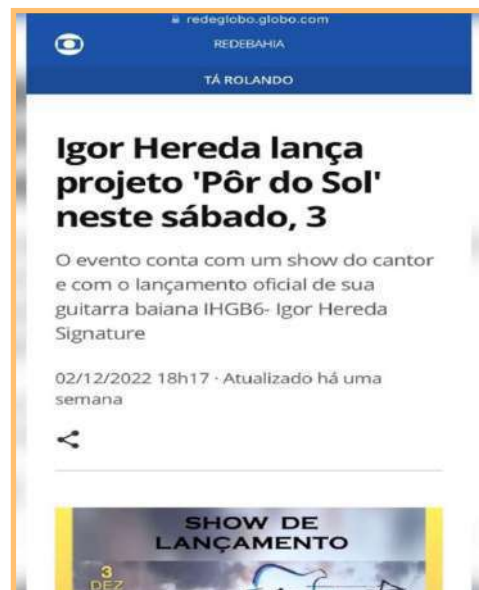 redeglobo.globo.com
REDEBAHIA
TÁ ROLANDO
Igor Hereda lança
projeto 'Pôr do Sol'
neste sábado, 3
O evento conta com um show do cantor
e com o lançamento oficial de sua
guitarra baiana IHGB6- Igor Hereda
Signature
02/12/2022 18h17 · Atualizado há uma
semana
SHOW DE
LANÇAMENTO
3
DEZ